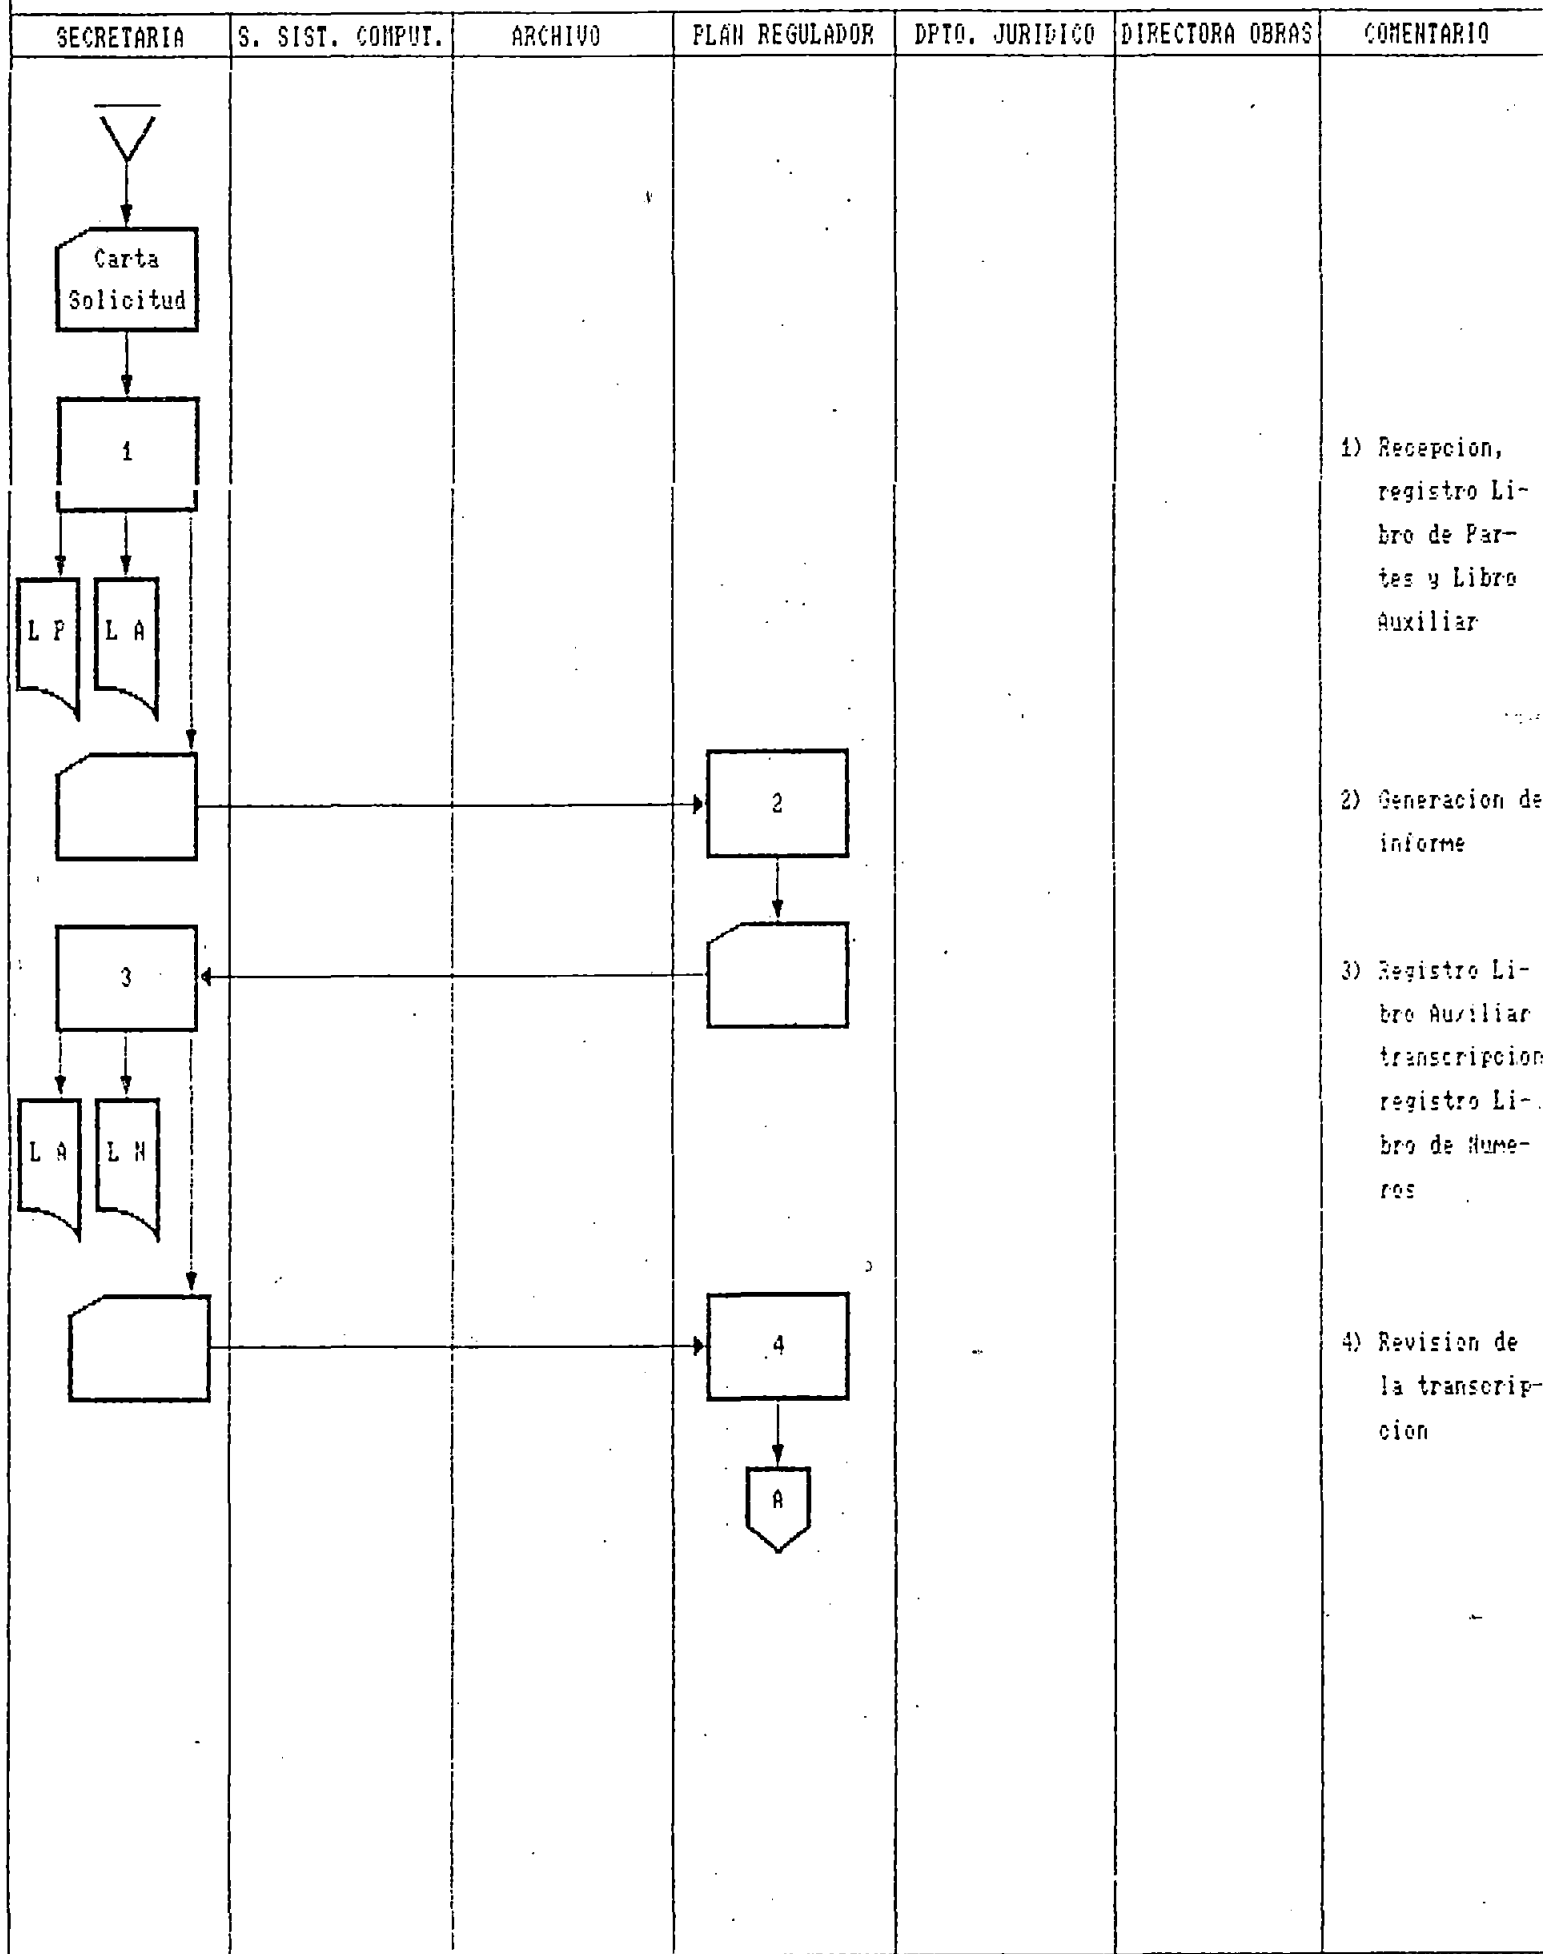 SECRETARIA S. SIST. COMPUT. ARCHIVO PLAN REGULADOR DPTO. JURIDICO DIRECTORA OBRAS COMENTARIO
Carta
Solicitud
1
1) Recepcion,
registro Li-
bro de Par-
tes y Libro
Auxiliar
L P L A
2
2) Generacion de
informe
3
3) Registro Li-
bro Auxiliar
transcripcion
registro Li-
bro de Nume-
ros
L A L N
4
4) Revision de
la transcrip-
cion
A